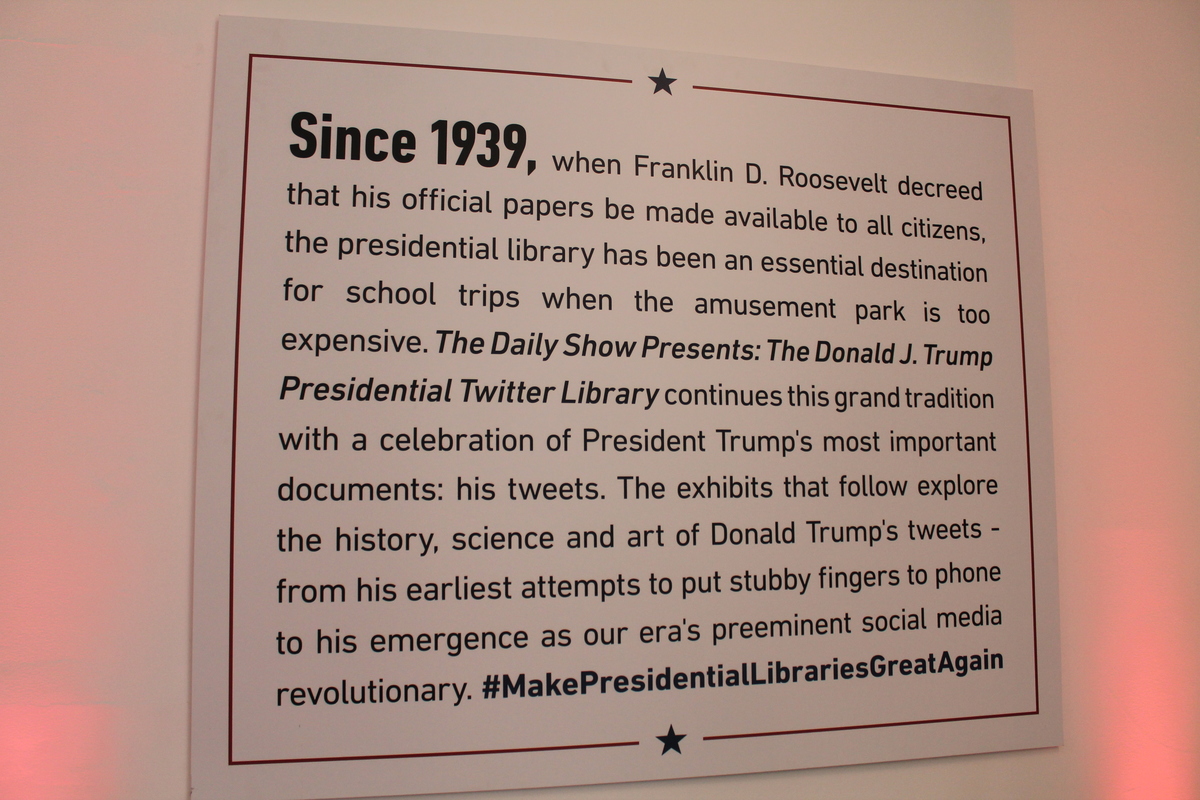 Since 1939, when Franklin D. Roosevelt decreed
that his official papers be made available to all citizens,
the presidential library has been an essential destination
for school trips when the amusement park is too
expensive. The Daily Show Presents: The Donald J. Trump
Presidential Twitter Library continues this grand tradition
with a celebration of President Trump's most important
documents: his tweets. The exhibits that follow explore
the history, science and art of Donald Trump's tweets -
from his earliest attempts to put stubby fingers to phone
to his emergence as our era's preeminent social media
revolutionary. #MakePresidentialLibrariesGreatAgain